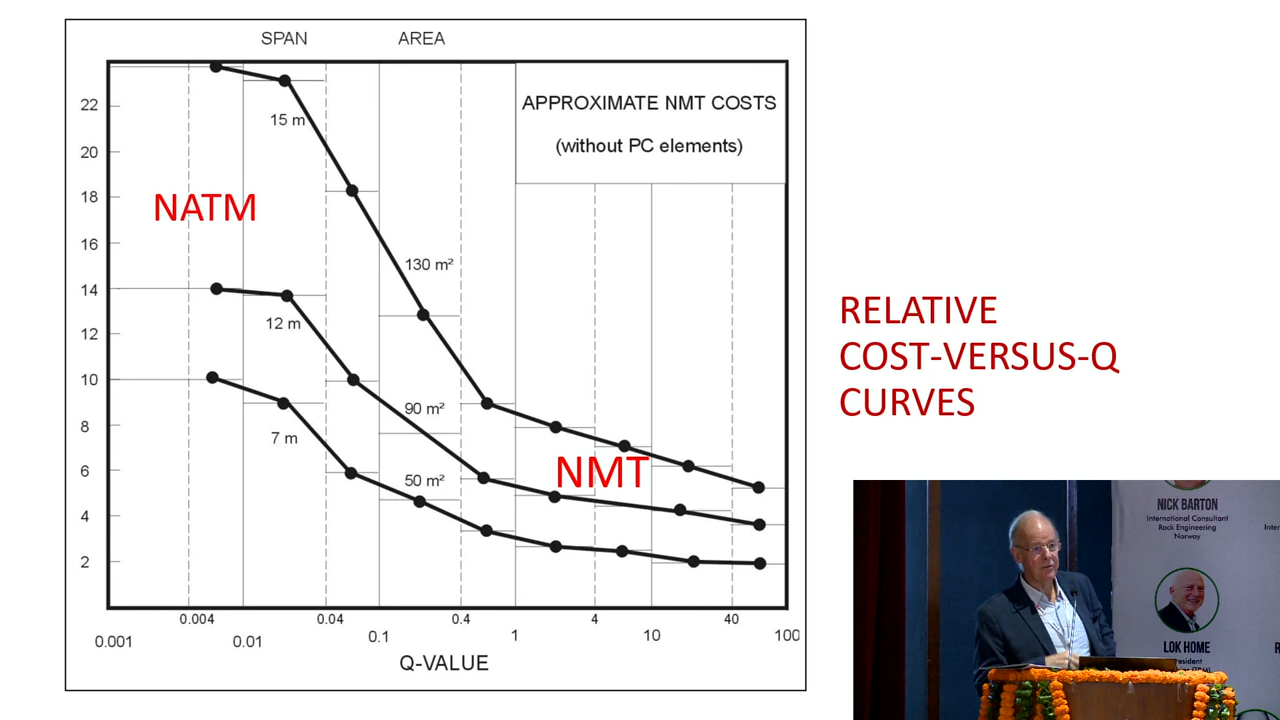 SPAN
AREA
APPROXIMATE NMT COSTS
(without PC elements)
22
20
18
16
14
12
10
8
6
4
2
15 m
NATM
130 m²
12 m
90 m²
7 m
50 m²
NMT
0.004
0.04
0.4
4
40
0.001
0.01
0.1
1
10
100
Q-VALUE
RELATIVE
COST-VERSUS-Q
CURVES
NICK BARTON
International Consultant
Rock Engineering
Norway
LOK HOME